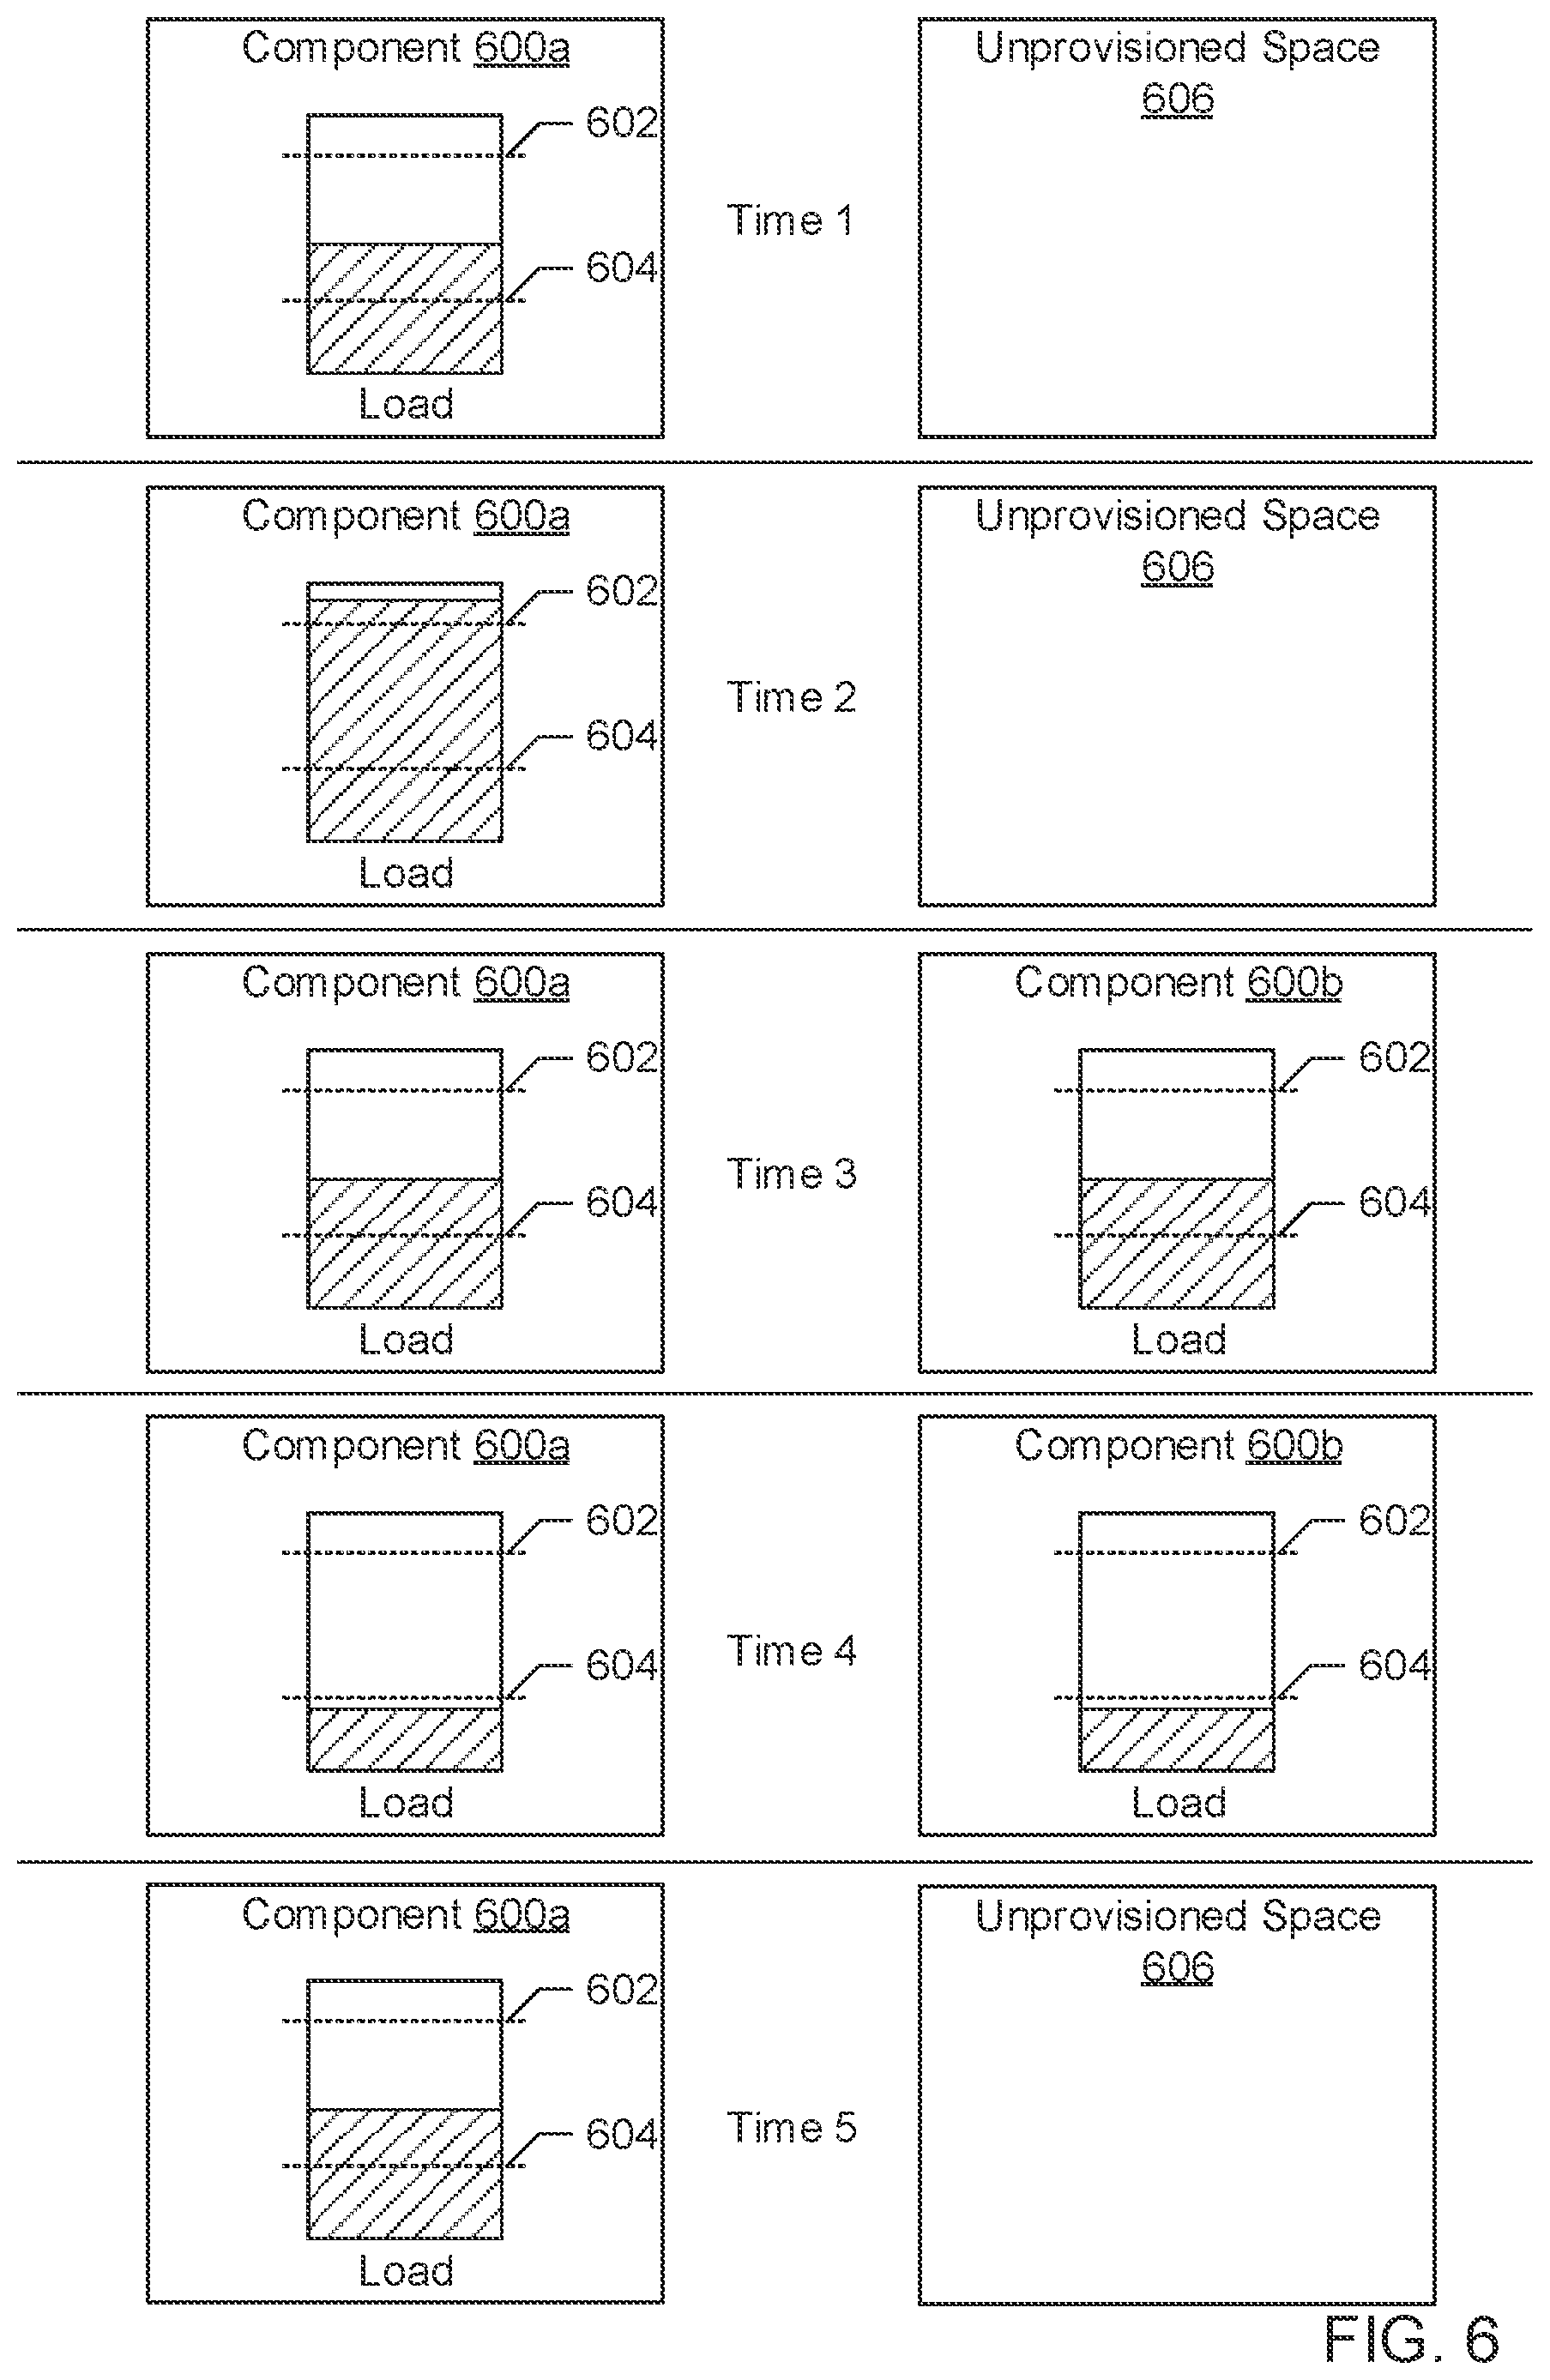 Component 600a
602
604
Load
Time 1
Unprovisioned Space
606
Component 600a
602
604
Load
Time 2
Unprovisioned Space
606
Component 600a
602
604
Load
Time 3
Component 600b
602
604
Load
Component 600a
602
604
Load
Time 4
Component 600b
602
604
Load
Component 600a
602
604
Load
Time 5
Unprovisioned Space
606
FIG. 6